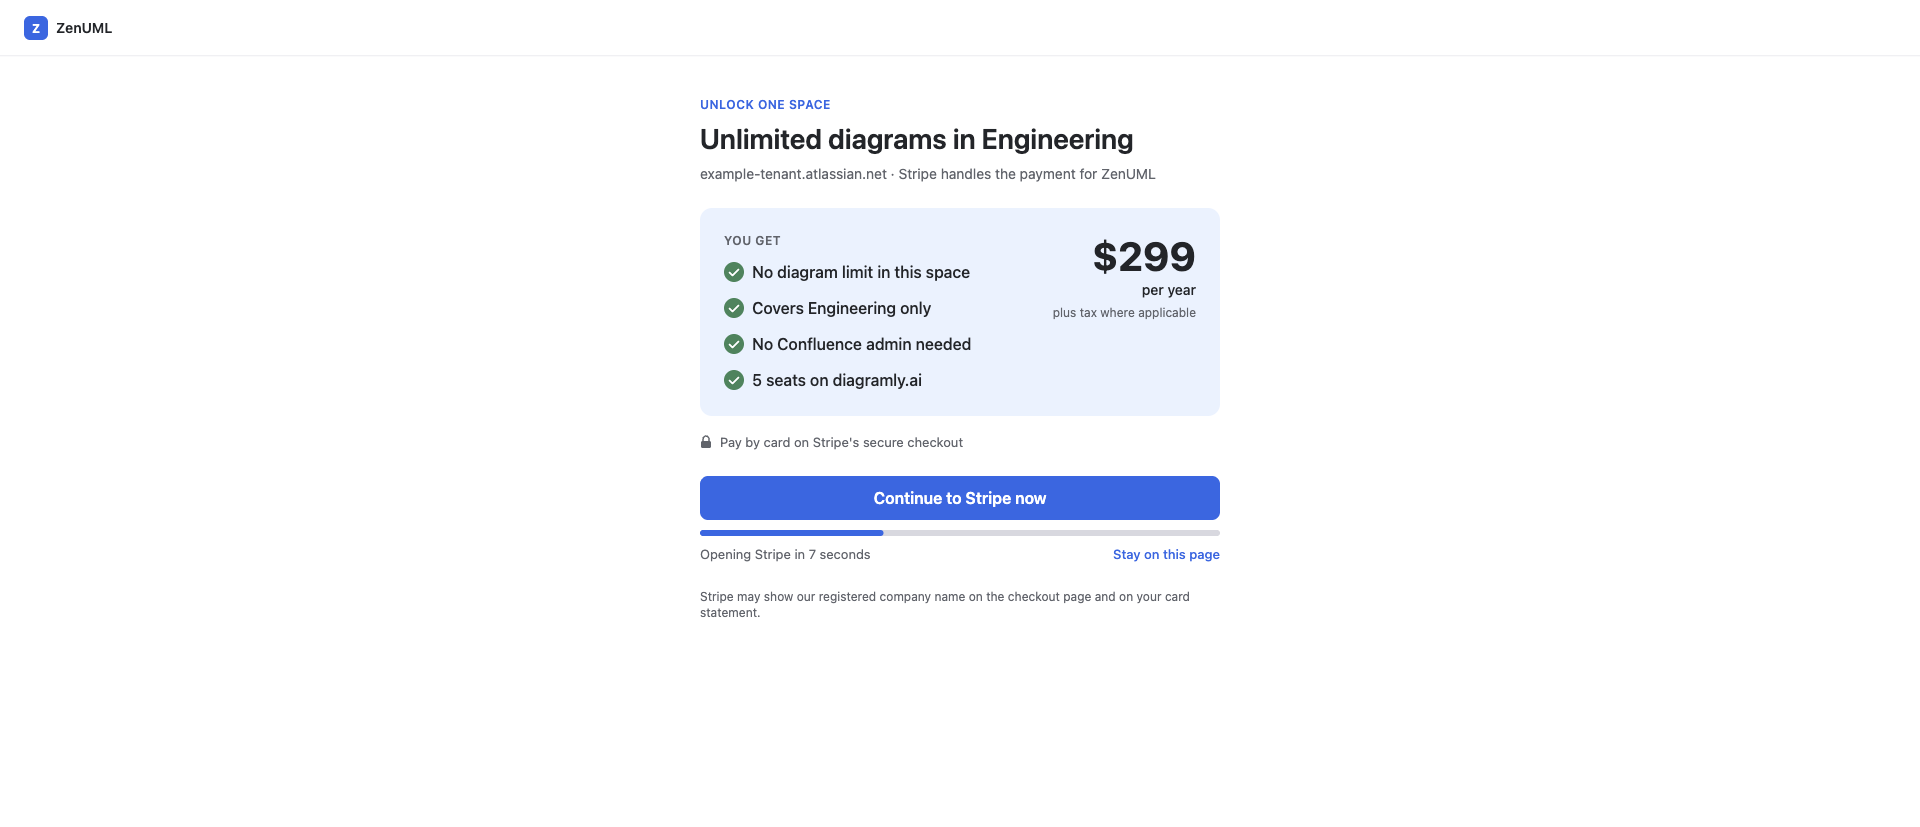 Z ZenUML
UNLOCK ONE SPACE
Unlimited diagrams in Engineering
example-tenant.atlassian.net · Stripe handles the payment for ZenUML
YOU GET
No diagram limit in this space
Covers Engineering only
No Confluence admin needed
5 seats on diagramly.ai
$299
per year
plus tax where applicable
Pay by card on Stripe's secure checkout
Continue to Stripe now
Opening Stripe in 7 seconds
Stay on this page
Stripe may show our registered company name on the checkout page and on your card
statement.